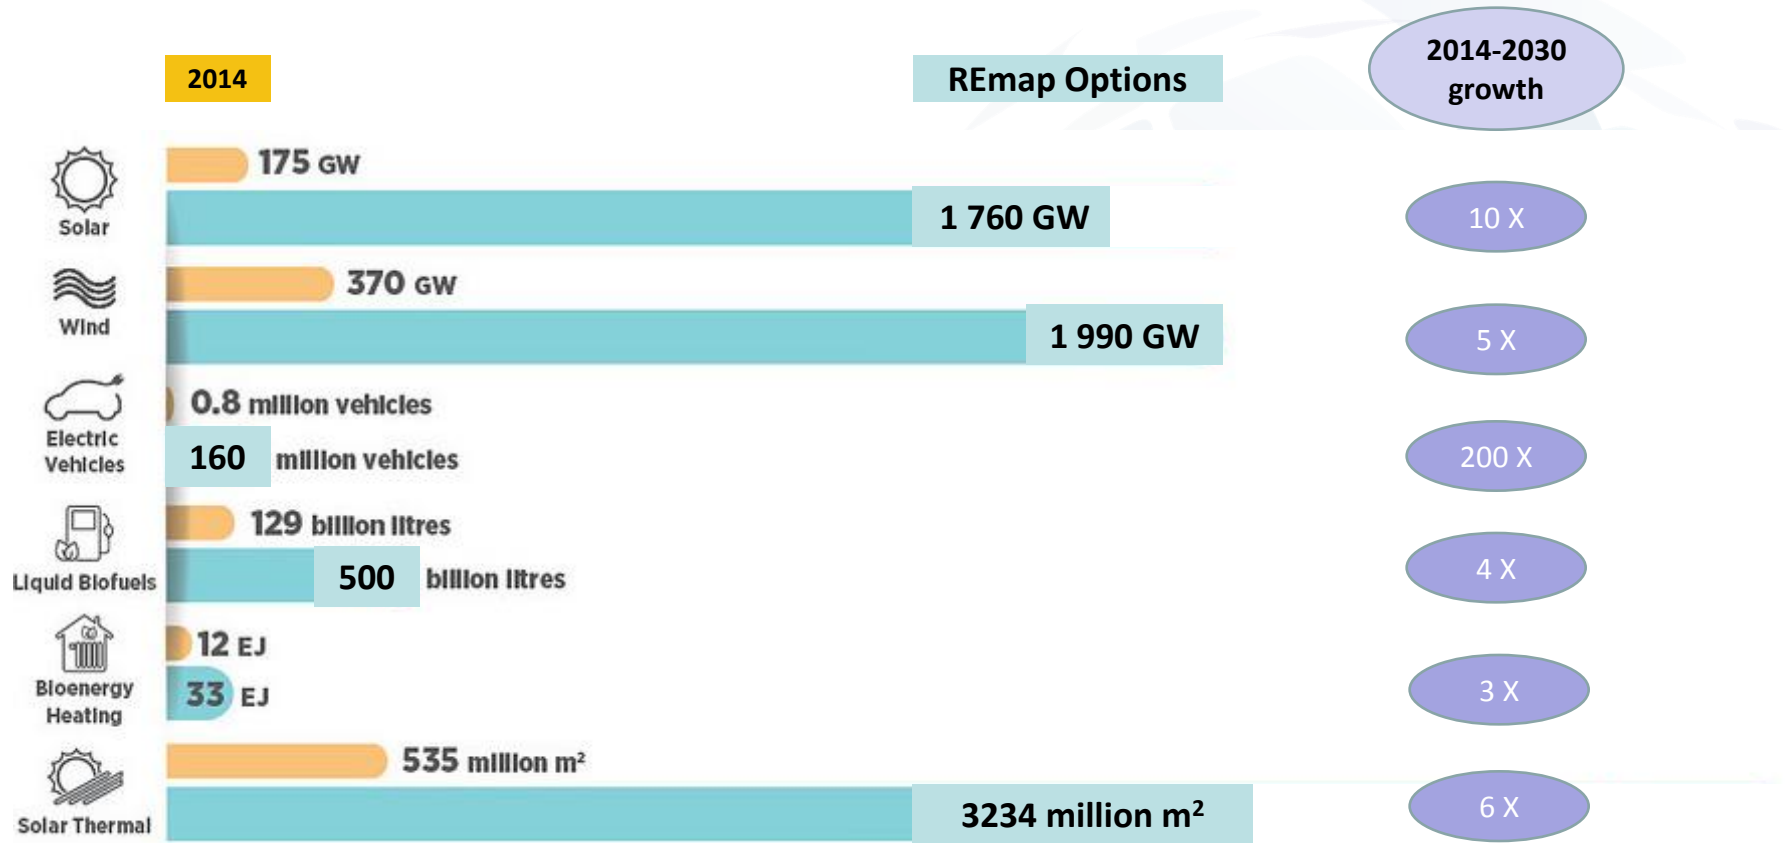 2014
REmap Options
2014-2030
growth
175 GW
Solar
1 760 GW
10 X
370 GW
Wind
1 990 GW
5 X
0.8 million vehicles
Electric
Vehicles
160 million vehicles
200 X
129 billion litres
Liquid Biofuels
500 billion litres
4 X
12 EJ
Bioenergy
Heating
33 EJ
3 X
535 million m²
Solar Thermal
3234 million m²
6 X